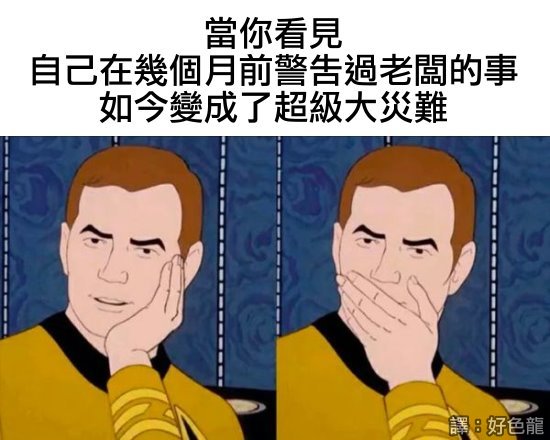 當你看見
自己在幾個月前警告過老闆的事
如今變成了超級大災難
譯：好色龍